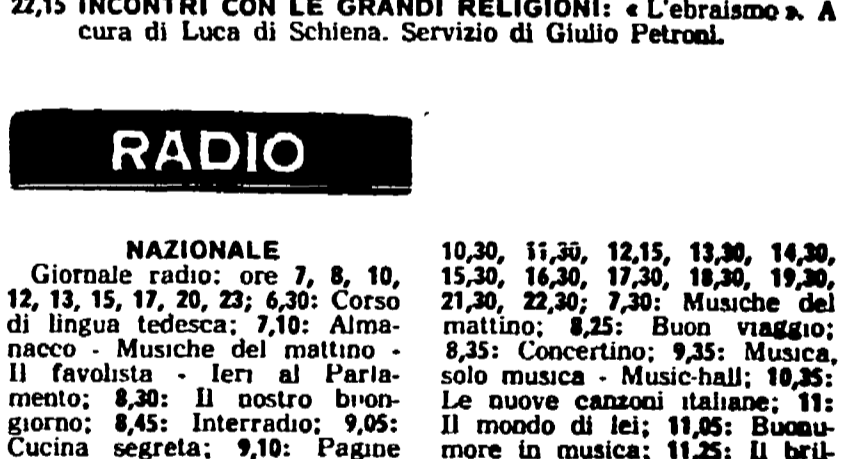 22,15 INCONTRI CON LE GRANDI RELIGIONI: « L'ebraismo ». A
cura di Luca di Schiena. Servizio di Giulio Petroni.
RADIO
NAZIONALE
Giornale radio: ore 7, 8, 10,
12, 13, 15, 17, 20, 23; 6,30: Corso
di lingua tedesca; 7,10: Alma-
nacco - Musiche del mattino -
Il favolista - Ieri al Parla-
mento; 8,30: Il nostro buon-
giorno; 8,45: Interradio; 9,05:
Cucina segreta; 9,10: Pagine
10,30, 11,30, 12,15, 13,30, 14,30,
15,30, 16,30, 17,30, 18,30, 19,30,
21,30, 22,30; 7,30: Musiche del
mattino; 8,25: Buon viaggio;
8,35: Concertino; 9,35: Musica,
solo musica - Music-hall; 10,35:
Le nuove canzoni italiane; 11:
Il mondo di lei; 11,05: Buonu-
more in musica; 11,25: Il bril-